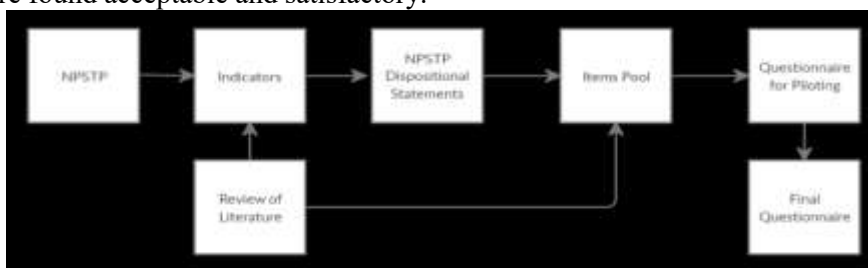 re found acceptable and satisfactory.
NPSTP
Indicators
NPSTP
Dispositional
Statements
Items Pool
Questionnaire
for Piloting
Review of
Literature
Final
Questionnaire